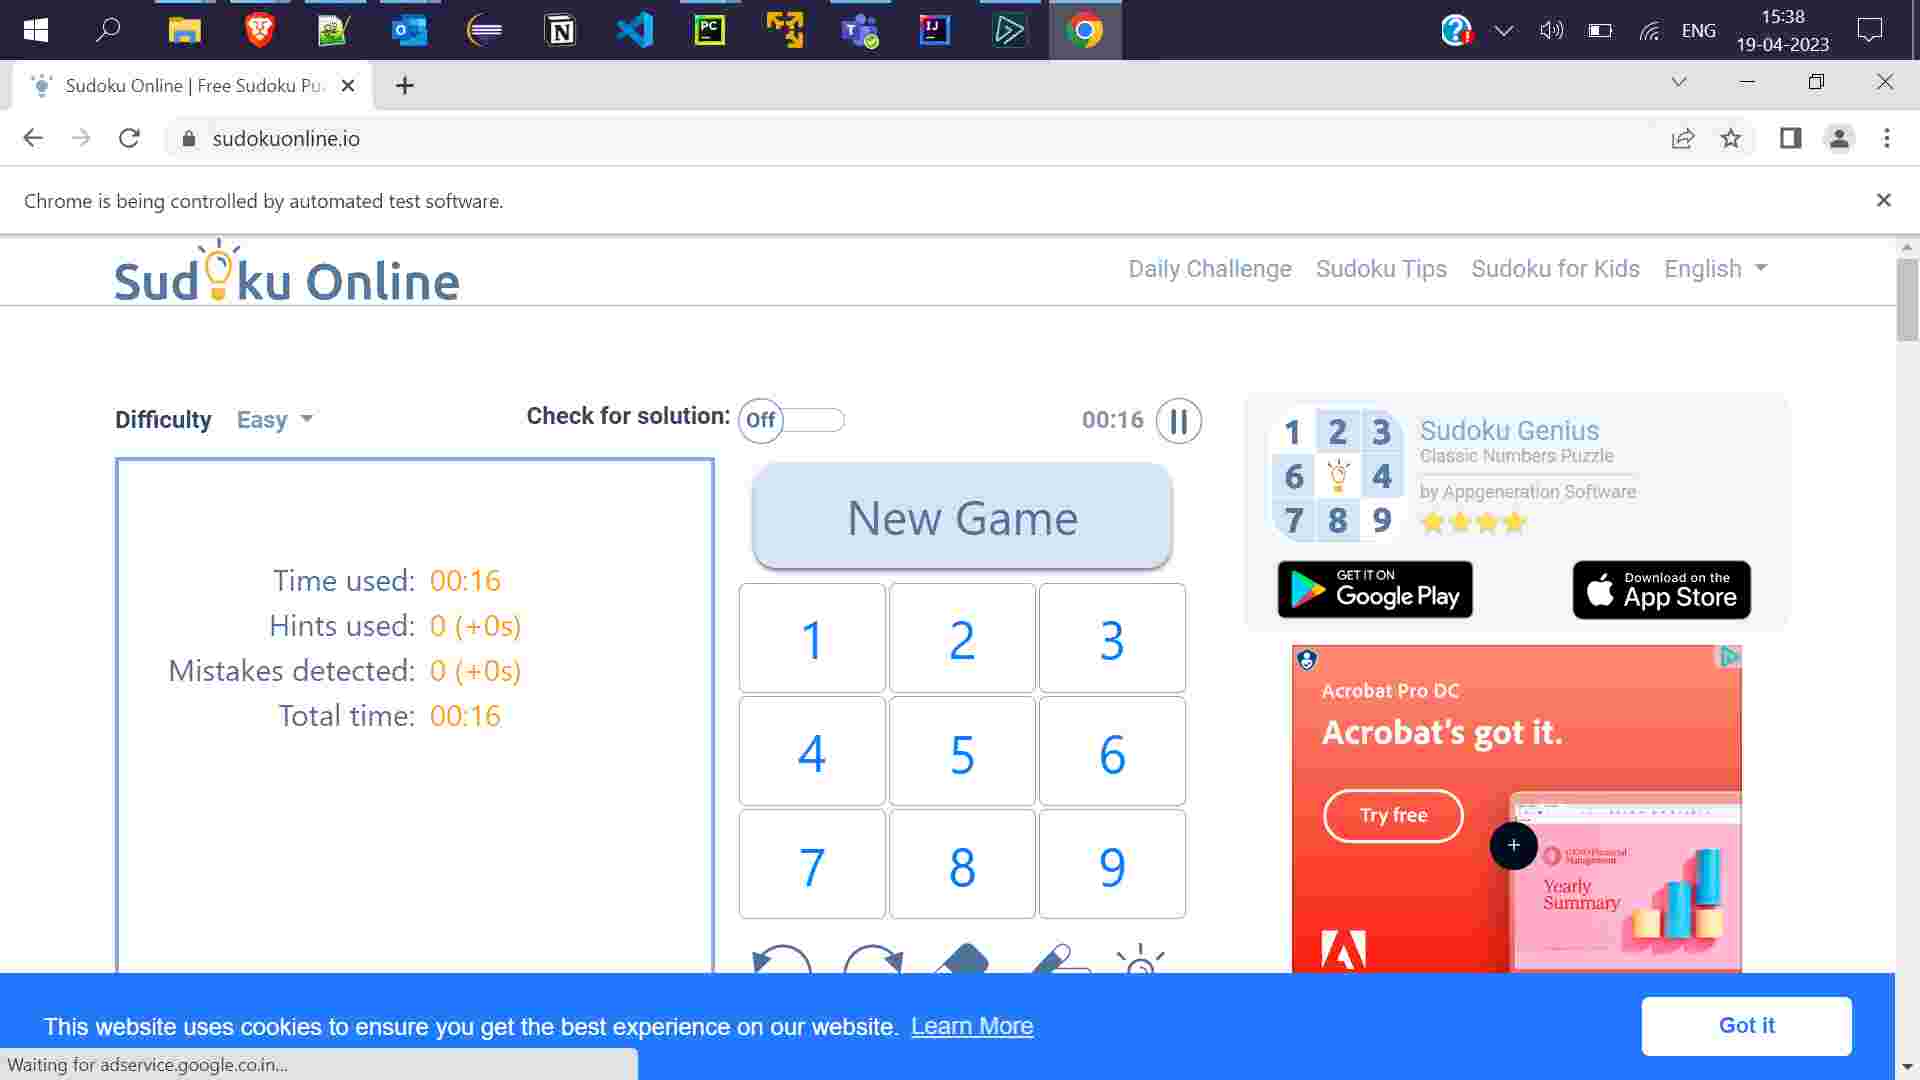 PC
IJ
ENG
15:38
19-04-2023
Sudoku Online | Free Sudoku Pu
sudokuonline.io
Chrome is being controlled by automated test software.
Sudoku Online
Daily Challenge
Sudoku Tips
Sudoku for Kids
English
Difficulty
Easy
Check for solution:
Off
00:16
New Game
Time used: 00:16
Hints used: 0 (+0s)
Mistakes detected: 0 (+0s)
Total time: 00:16
1 2 3
4 5 6
7 8 9
1 2 3
6 4
7 8 9
Sudoku Genius
Classic Numbers Puzzle
by Appgeneration Software
GET IT ON
Google Play
Download on the
App Store
Acrobat Pro DC
Acrobat's got it.
Try free
Yearly
Summary
This website uses cookies to ensure you get the best experience on our website. Learn More
Got it
Waiting for adservice.google.co.in...